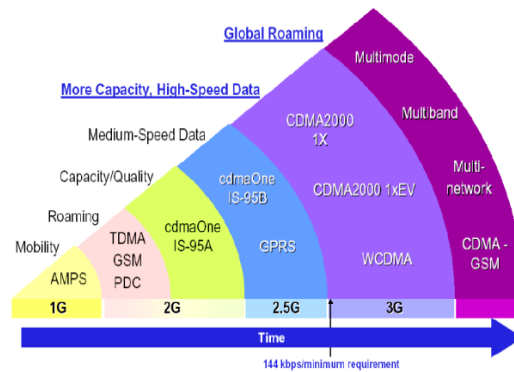 Global Roaming
Multimode
More Capacity, High-Speed Data
CDMA2000
1X
Multiband
Medium-Speed Data
Capacity/Quality
cdmaOne
IS-95B
CDMA2000 1xEV
Multi-
network
Roaming
cdmaOne
IS-95A
Mobility
TDMA
GSM
PDC
GPRS
WCDMA
CDMA -
GSM
AMPS
1G
2G
2.5G
3G
Time
144 kbps/minimum requirement